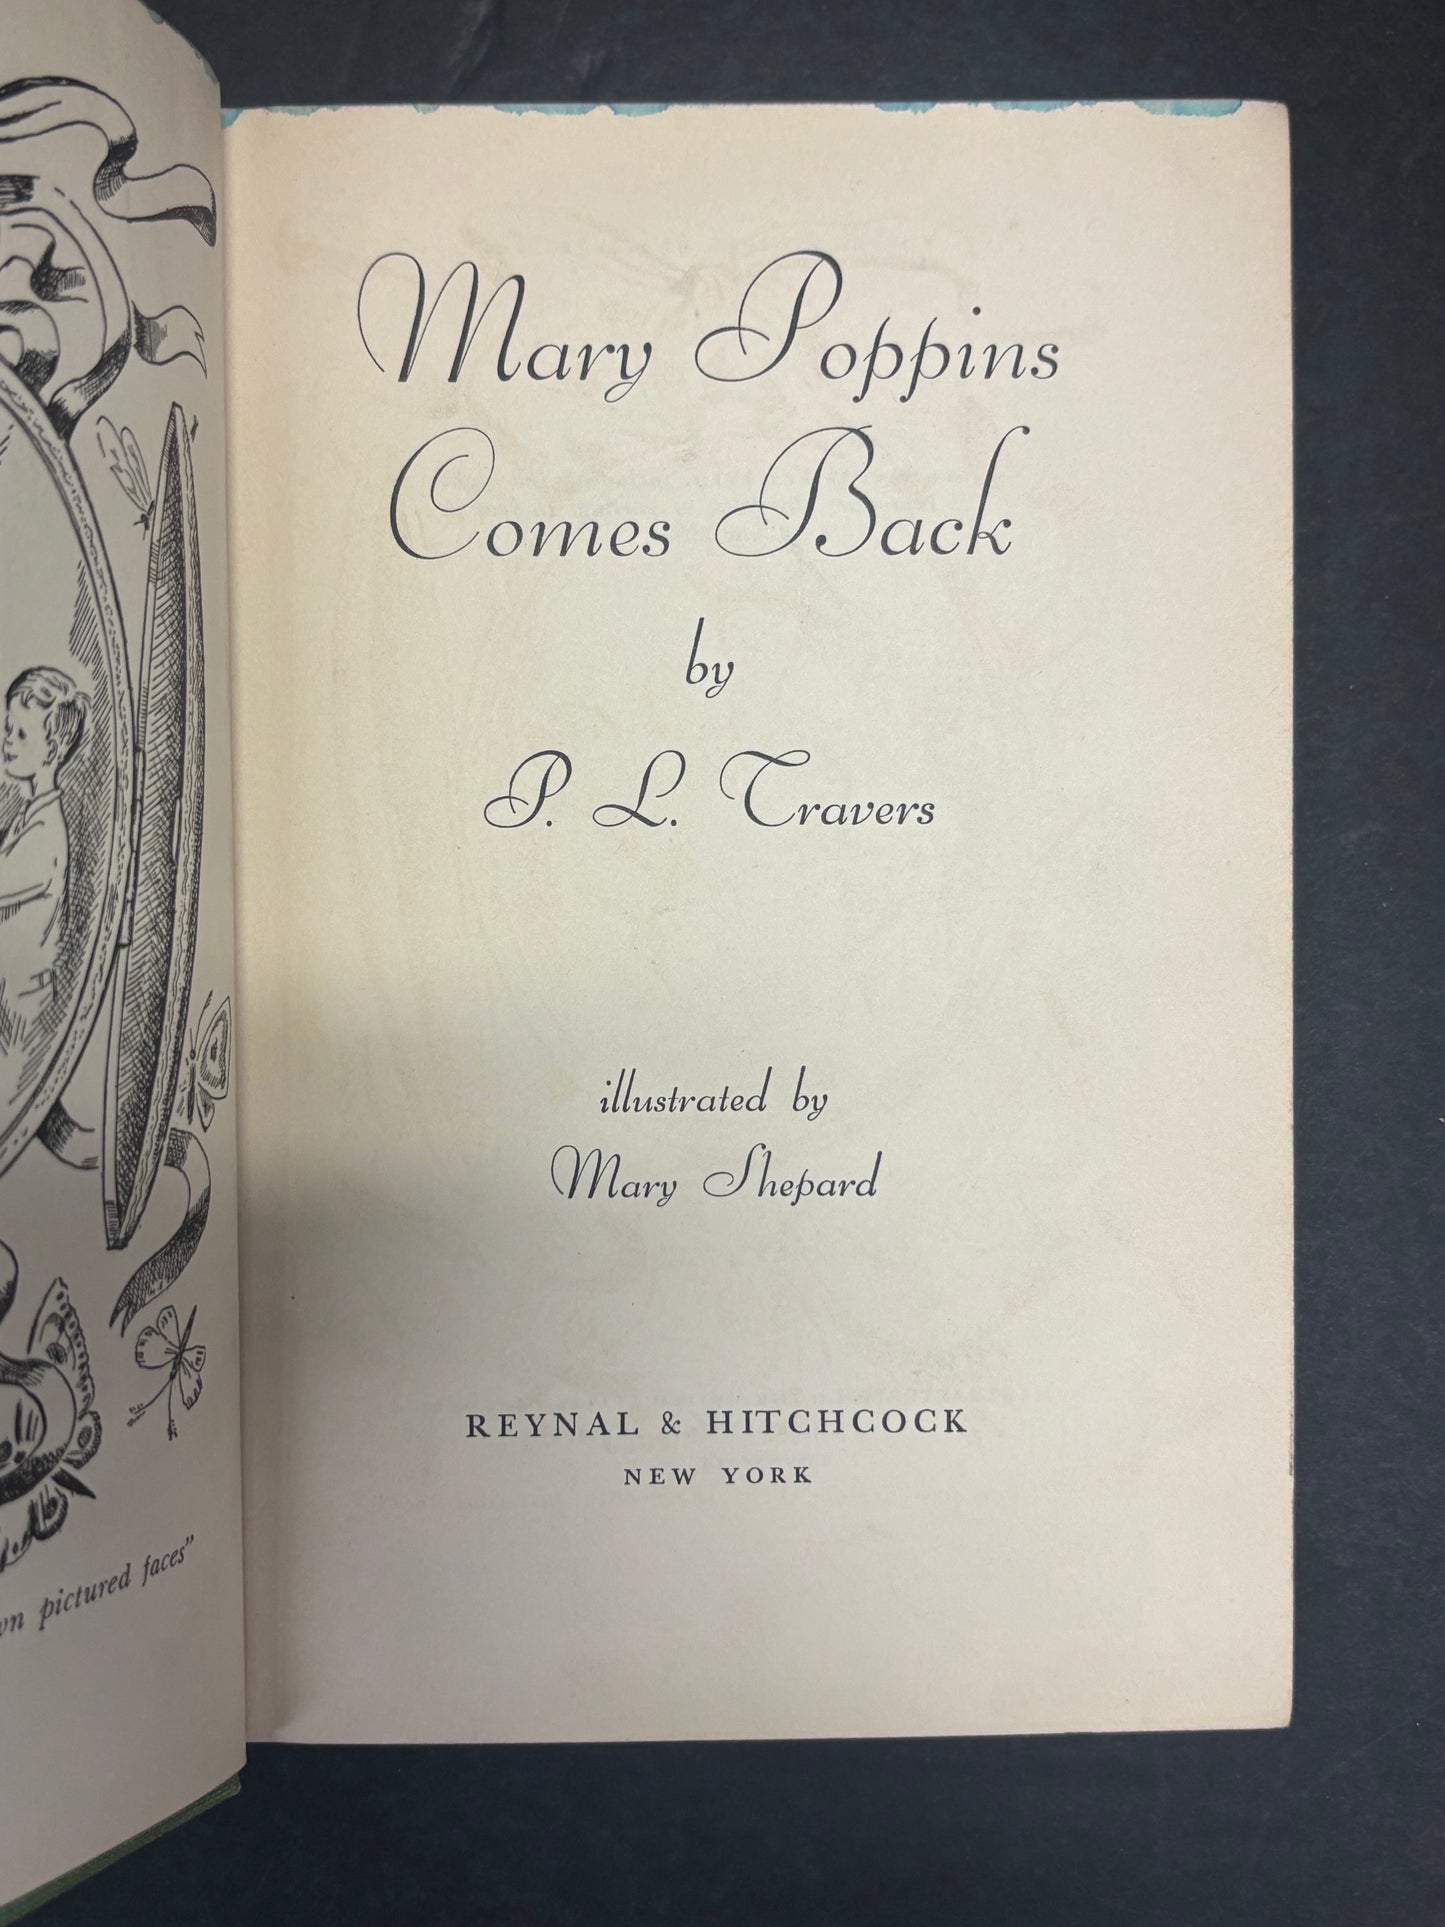 pictured faces”
Mary Poppins
Comes Back
by
P. L. Travers
illustrated by
Mary Shepard
REYNAL & HITCHCOCK
NEW YORK